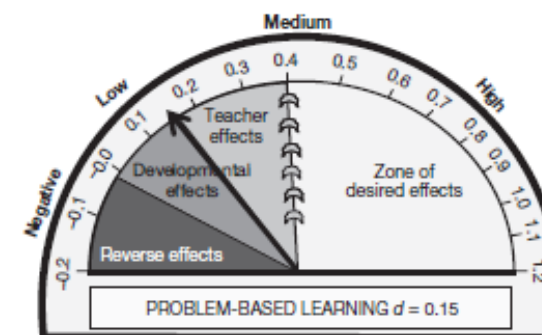 Medium
Low
High
Negative
-0.2
-0.1
-0.0
0.1
0.2
0.3
0.4
0.5
0.6
0.7
0.8
0.9
1.0
1.1
1.2
Teacher
effects
Developmental
effects
Reverse effects
Zone of
desired effects
PROBLEM-BASED LEARNING d = 0.15